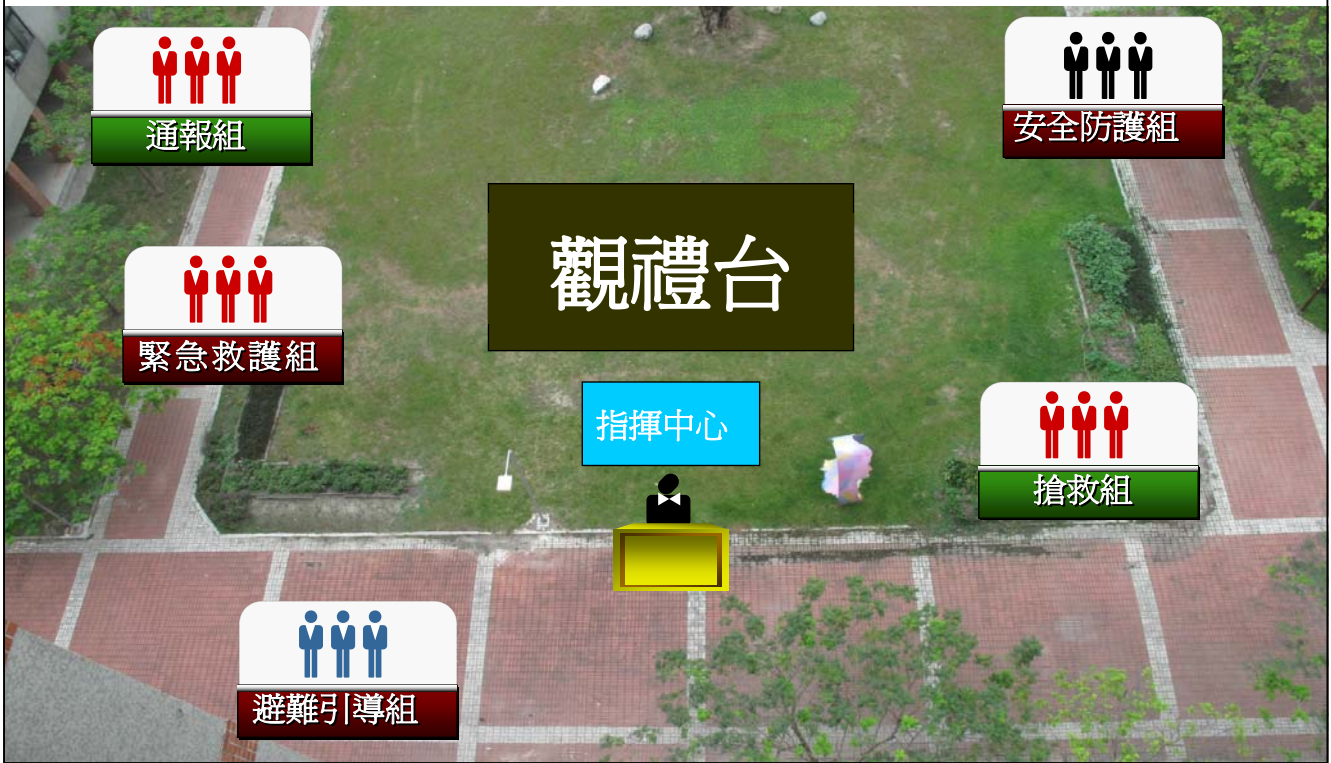 通報組
安全防護組
觀禮台
緊急救護組
指揮中心
搶救組
避難引導組